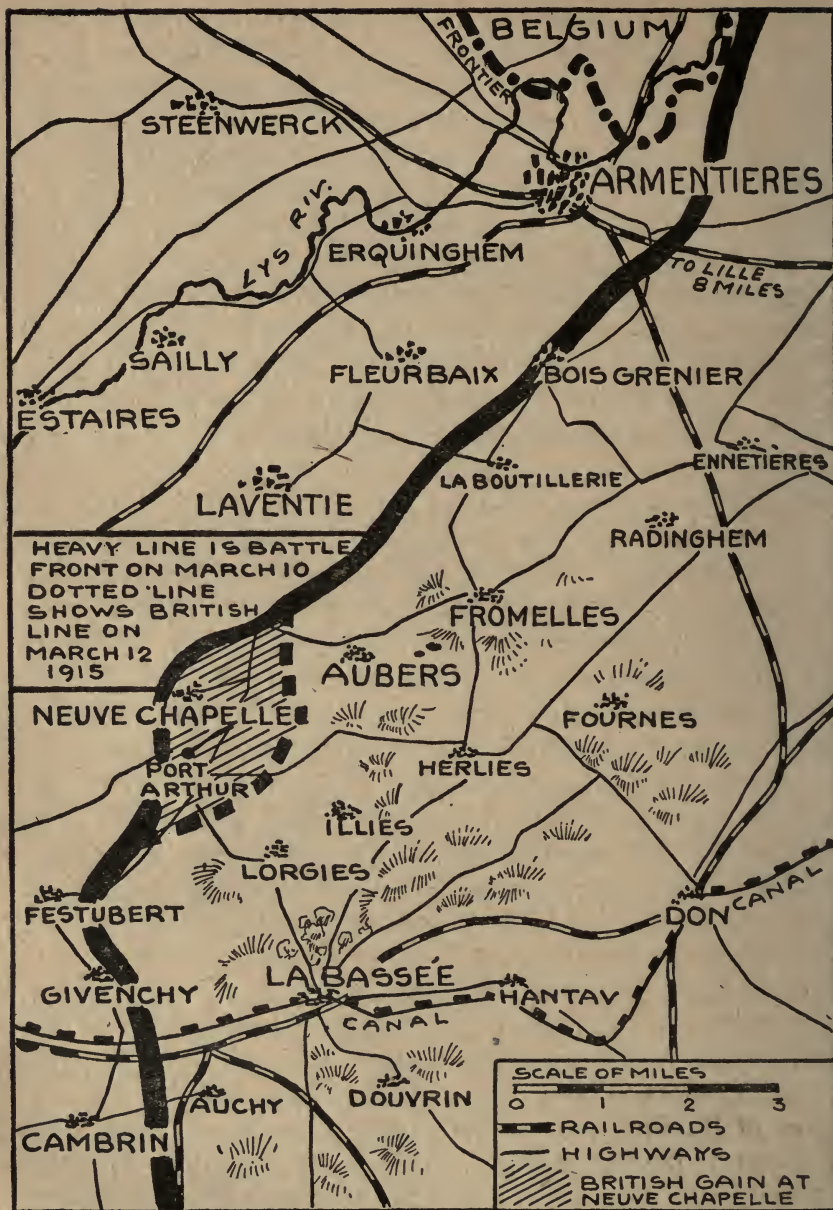 BELGIUM
FRONTIER
STEENWERCK
ARMENTIERES
LYS RIV.
ERQUINGHEM
TO LILLE
8 MILES
SAILLY
FLEURBAIX
BOIS GRENIER
ESTAIRES
LAVENTIE
LA BOUTILLERIE
ENNETIÈRES
RADINGHEM
HEAVY LINE IS BATTLE
FRONT ON MARCH 10
DOTTED LINE
SHOWS BRITISH
LINE ON
MARCH 12
1915
FROMELLES
AUBERS
NEUVE CHAPELLE
FOURNES
PORT
ARTHUR
HERLIES
ILLIES
LORGIES
FESTUBERT
DON
CANAL
GIVENCHY
LA BASSÉE
HANTAV
CANAL
AUCHY
DOUVRIN
CAMBRIN
SCALE OF MILES
0 1 2 3
RAILROADS
HIGHWAYS
BRITISH GAIN AT
NEUVE CHAPELLE